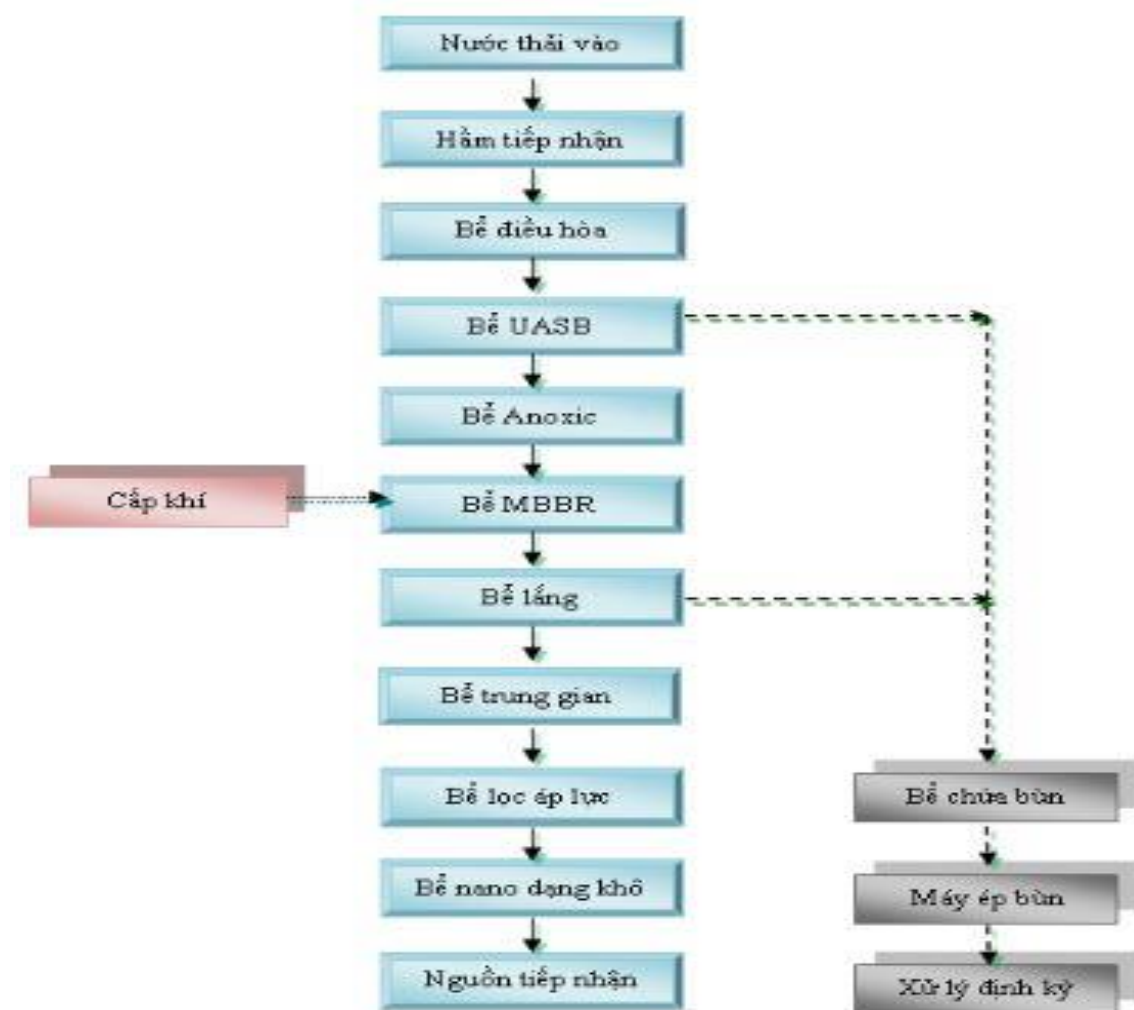 Nước thải vào
Hầm tiếp nhận
Bể điều hòa
Bể UASB
Bể Anoxic
Cấp khí
Bể MBBR
Bể lắng
Bể trung gian
Bể lọc áp lực
Bể chứa bùn
Bể nano dạng khô
Máy ép bùn
Nguồn tiếp nhận
Xử lý định kỳ